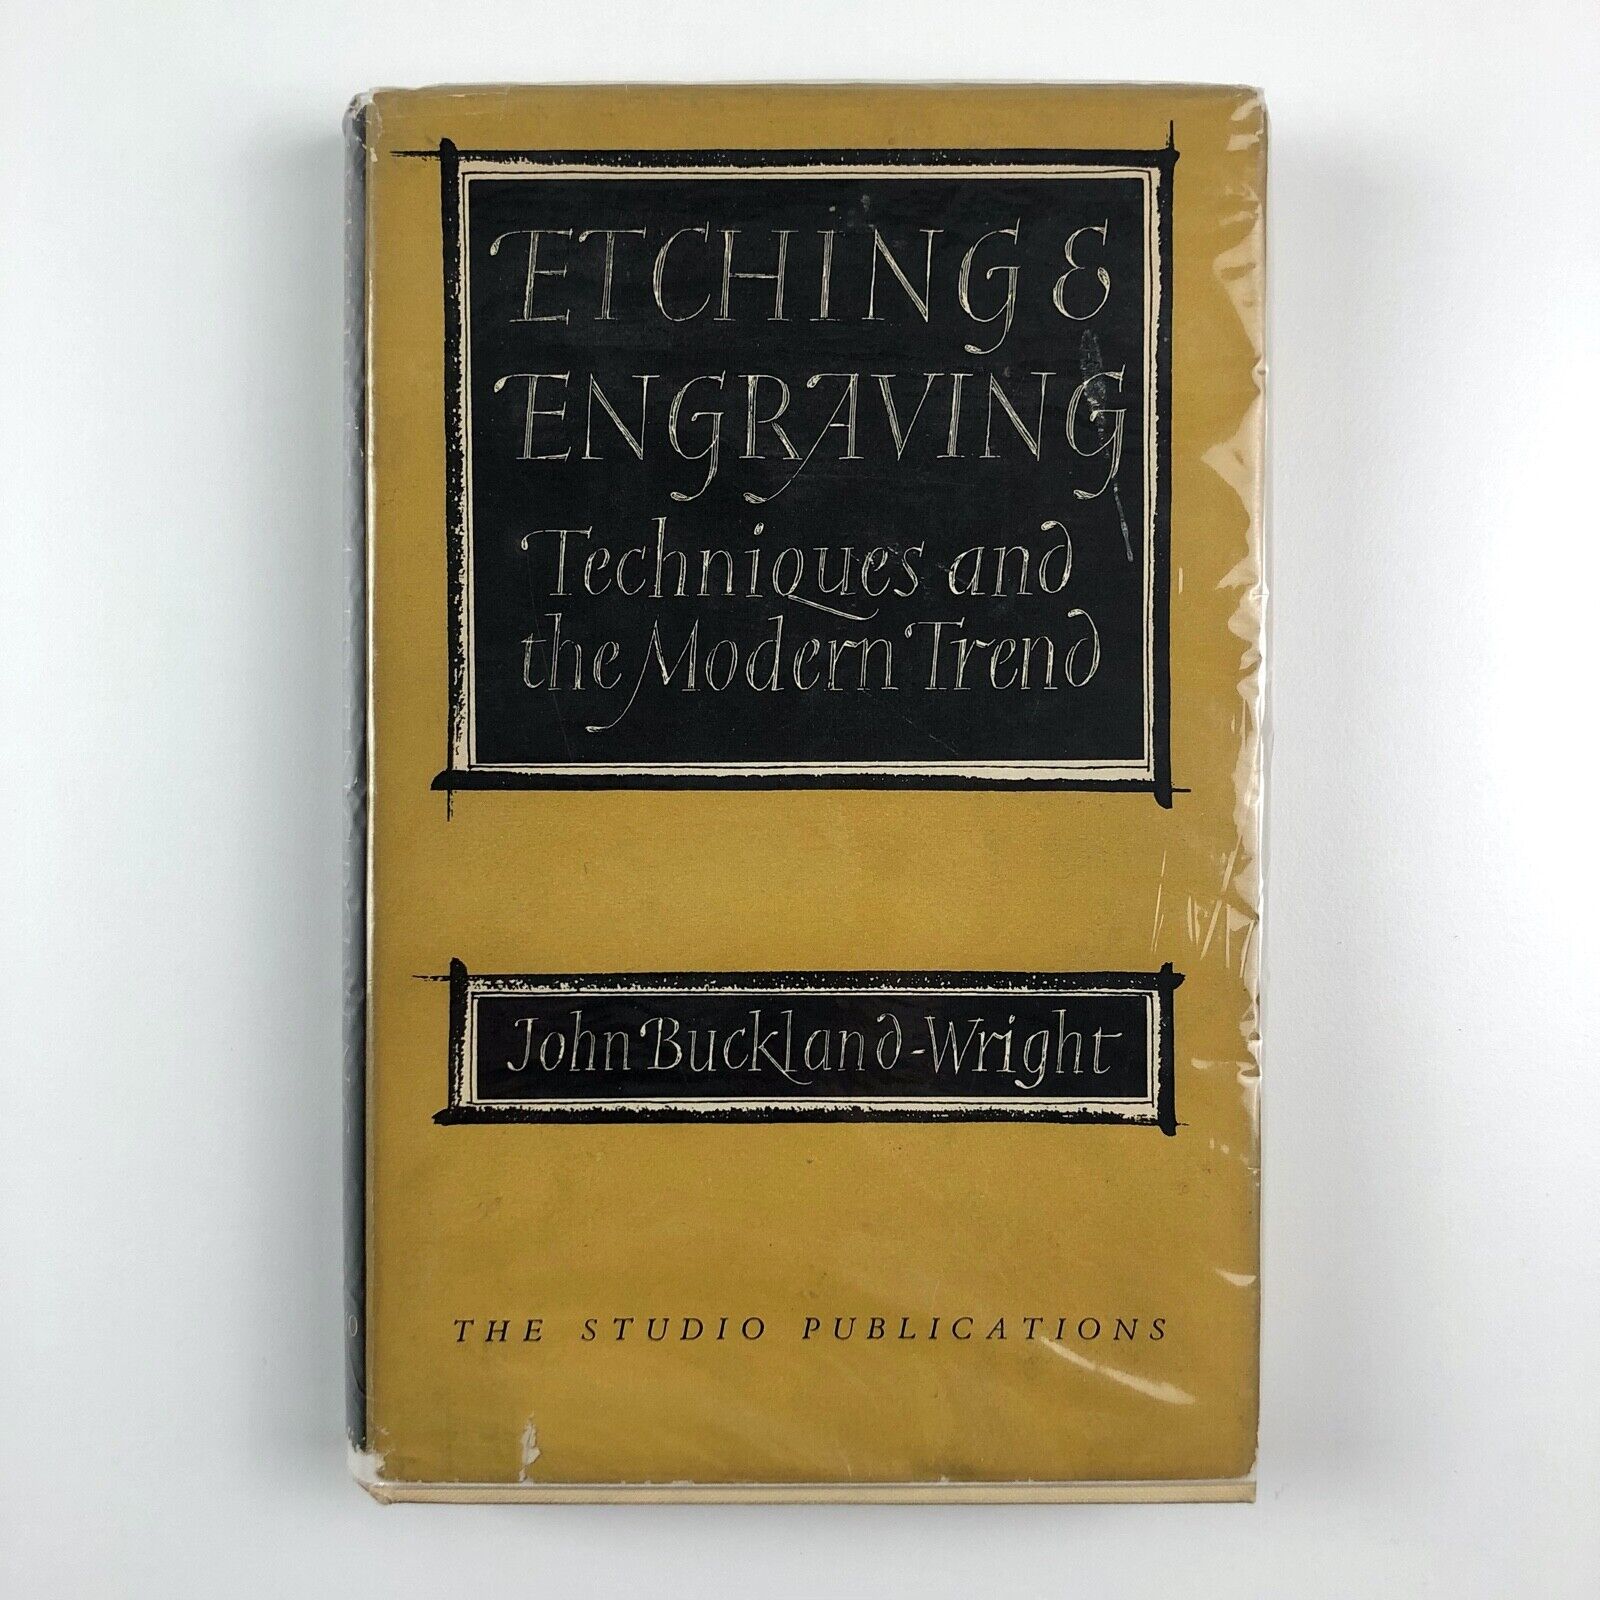 ETCHING &
ENGRAVING
Techniques and
the Modern Trend
John Buckland-Wright
THE STUDIO PUBLICATIONS